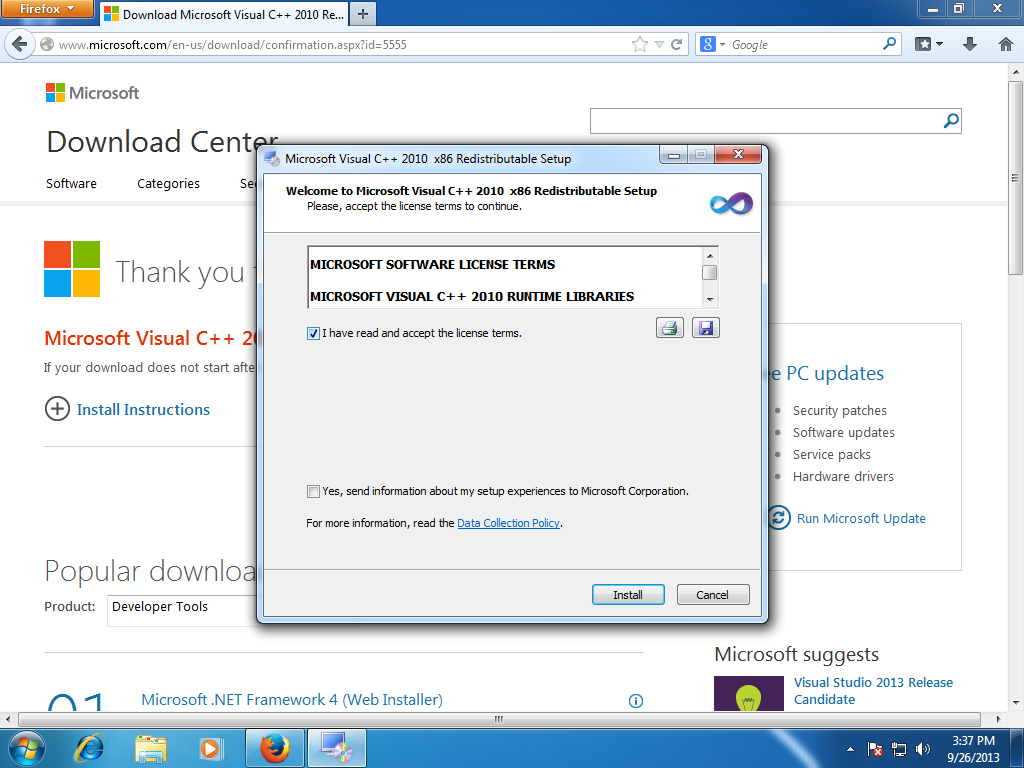 Firefox
Download Microsoft Visual C++ 2010 Re...
www.microsoft.com/en-us/download/confirmation.aspx?id=5555
Google
Microsoft
Download Center
Software
Categories
Microsoft Visual C++ 2010 x86 Redistributable Setup
Welcome to Microsoft Visual C++ 2010 x86 Redistributable Setup
Please, accept the license terms to continue.
MICROSOFT SOFTWARE LICENSE TERMS
MICROSOFT VISUAL C++ 2010 RUNTIME LIBRARIES
I have read and accept the license terms.
Yes, send information about my setup experiences to Microsoft Corporation.
For more information, read the Data Collection Policy.
Install
Cancel
Thank you
Microsoft Visual C++
If your download does not start
Install Instructions
PC updates
Security patches
Software updates
Service packs
Hardware drivers
Run Microsoft Update
Popular
Product:
Developer Tools
01
Microsoft .NET Framework 4 (Web Installer)
Microsoft suggests
Visual Studio 2013 Release
Candidate
3:37 PM
9/26/2013